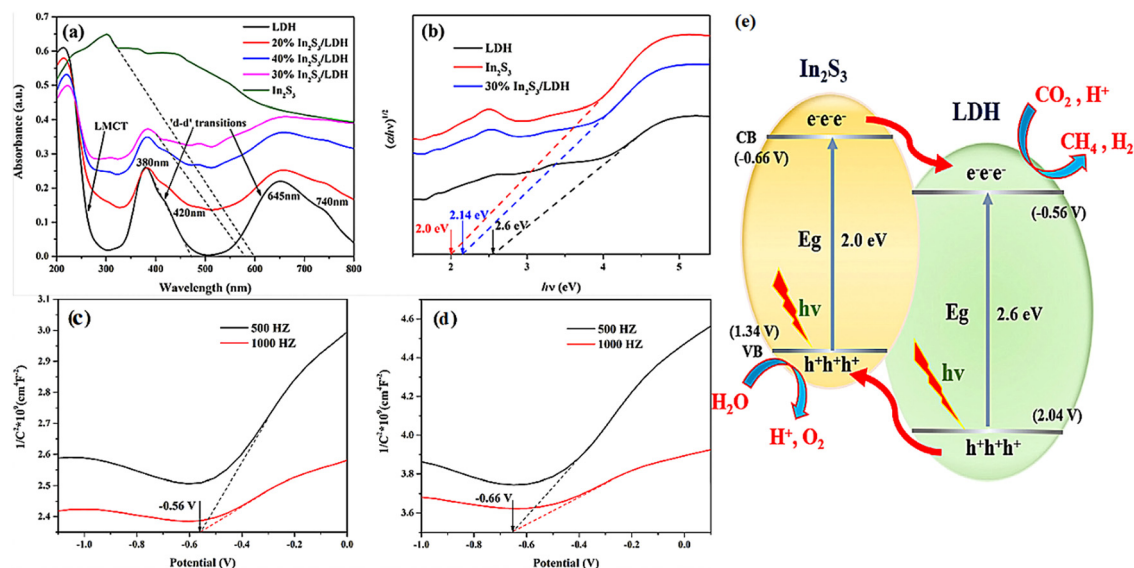 (a)
LDH
20% In₂S₃/LDH
40% In₂S₃/LDH
30% In₂S₃/LDH
In₂S₃
LMCT
'd-d' transitions
380nm
420nm
645nm
740nm
0.7
0.6
0.5
0.4
0.3
0.2
0.1
0.0
Absorbance (a.u.)
200 300 400 500 600 700 800
Wavelength (nm)
(b)
LDH
In₂S₃
30% In₂S₃/LDH
2.0 eV
2.14 eV
2.6 eV
(αhν)¹/²
2 3 4 5
hν (eV)
(c)
500 HZ
1000 HZ
-0.56 V
3.1
3.0
2.9
2.8
2.7
2.6
2.5
2.4
1/C⁻²*10⁹(cm⁴F⁻²)
-1.0 -0.8 -0.6 -0.4 -0.2 0.0
Potential (V)
(d)
500 HZ
1000 HZ
-0.66 V
4.6
4.4
4.2
4.0
3.8
3.6
3.5
1/C⁻²*10⁹(cm⁴F⁻²)
-1.0 -0.8 -0.6 -0.4 -0.2 0.0
Potential (V)
(e)
In₂S₃
LDH
CO₂ , H⁺
CH₄ , H₂
e-e-e-
CB
(-0.66 V)
e-e-e-
(-0.56 V)
Eg
2.0 eV
hν
(1.34 V)
VB
h⁺h⁺h⁺
H₂O
H⁺, O₂
Eg
2.6 eV
hν
(2.04 V)
h⁺h⁺h⁺